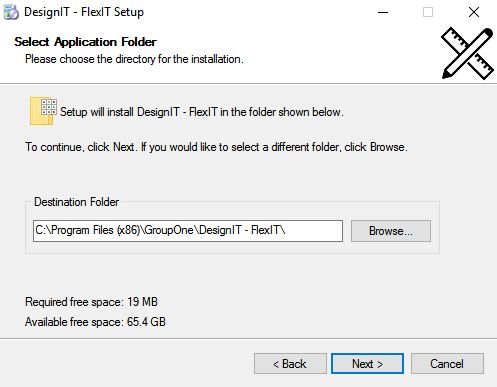 DesignIT - FlexIT Setup
Select Application Folder
Please choose the directory for the installation.
Setup will install DesignIT - FlexIT in the folder shown below.
To continue, click Next. If you would like to select a different folder, click Browse.
Destination Folder
C:\Program Files (x86)\GroupOne\DesignIT - FlexIT\
Browse...
Required free space: 19 MB
Available free space: 65.4 GB
< Back
Next >
Cancel